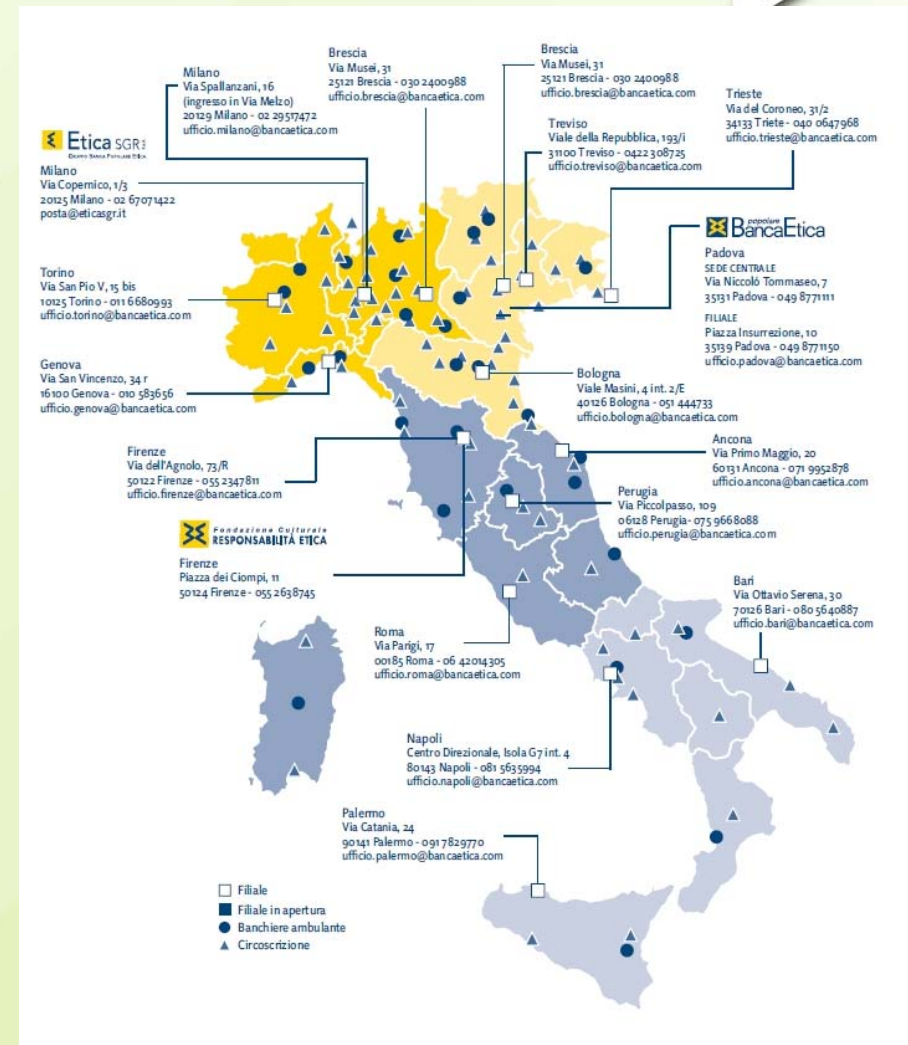 Milano
Via Spallanzani, 16
(ingresso in Via Melzo)
20129 Milano - 02 29517472
ufficio.milano@bancaetica.com
Brescia
Via Musei, 31
25121 Brescia - 030 2400988
ufficio.brescia@bancaetica.com
Brescia
Via Musei, 31
25121 Brescia - 030 2400988
ufficio.brescia@bancaetica.com
Treviso
Viale della Repubblica, 193/i
31100 Treviso - 0422 308725
ufficio.treviso@bancaetica.com
Trieste
Via del Coroneo, 31/2
34133 Triete - 040 0647968
ufficio.trieste@bancaetica.com
Etica SGR
GRUPPO BANCA POPOLARE ETICA
Milano
Via Copernico, 1/3
20125 Milano - 02 67071422
posta@eticasgr.it
popolare
BancaEtica
Padova
SEDE CENTRALE
Via Niccoló Tommaseo, 7
35131 Padova - 049 8771111
FILIALE
Piazza Insurrezione, 10
35139 Padova - 049 8771150
ufficio.padova@bancaetica.com
Torino
Via San Pio V, 15 bis
10125 Torino - 011 6680993
ufficio.torino@bancaetica.com
Genova
Via San Vincenzo, 34 r
16100 Genova - 010 583656
ufficio.genova@bancaetica.com
Bologna
Viale Masini, 4 int. 2/E
40126 Bologna - 051 444733
ufficio.bologna@bancaetica.com
Firenze
Via dell'Agnolo, 73/R
50122 Firenze - 055 2347811
ufficio.firenze@bancaetica.com
Ancona
Via Primo Maggio, 20
60131 Ancona - 071 9952878
ufficio.ancona@bancaetica.com
Perugia
Via Piccolpasso, 109
06128 Perugia- 075 9668088
ufficio.perugia@bancaetica.com
Fondazione Culturale
RESPONSABILITÁ ETICA
Firenze
Piazza dei Ciompi, 11
50124 Firenze - 055 2638745
Bari
Via Ottavio Serena, 30
70126 Bari - 080 5640887
ufficio.bari@bancaetica.com
Roma
Via Parigi, 17
00185 Roma - 06 42014305
ufficio.roma@bancaetica.com
Napoli
Centro Direzionale, Isola G7 int. 4
80143 Napoli - 081 5635994
ufficio.napoli@bancaetica.com
Palermo
Via Catania, 24
90141 Palermo - 091 7829770
ufficio.palermo@bancaetica.com
Filiale
Filiale in apertura
Banchiere ambulante
Circoscrizione